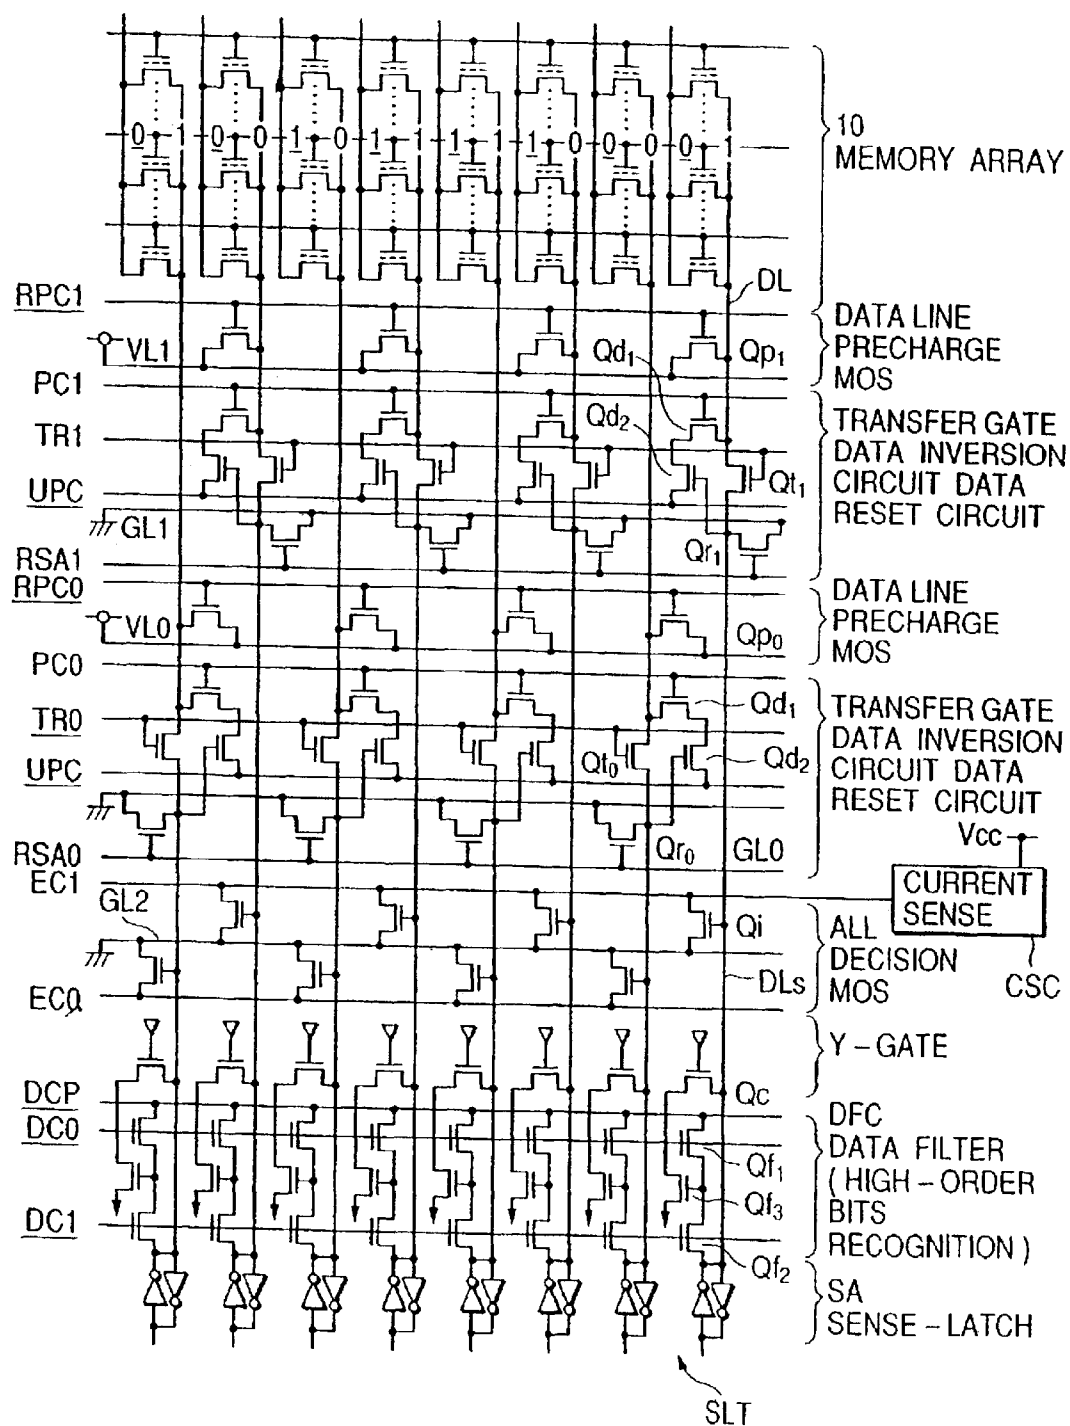 0 1 0 0 1 0 1 1 1 1 1 0 0 0 0 1
10
MEMORY ARRAY
DL
RPC1
DATA LINE
PRECHARGE
MOS
VL1
Qd1
Qp1
PC1
TRANSFER GATE
DATA INVERSION
CIRCUIT DATA
RESET CIRCUIT
Qd2
TR1
Qt1
UPC
GL1
Qr1
RSA1
RPC0
DATA LINE
PRECHARGE
MOS
VL0
Qp0
PC0
Qd1
TRANSFER GATE
DATA INVERSION
CIRCUIT DATA
RESET CIRCUIT
TR0
Qt0
Qd2
UPC
Vcc
RSA0
Qr0
GL0
EC1
CURRENT
SENSE
GL2
Qi
ALL
DECISION
MOS
DLs
CSC
EC0
Y-GATE
Qc
DCP
DFC
DATA FILTER
(HIGH-ORDER
BITS
RECOGNITION)
DC0
Qf1
Qf3
DC1
Qf2
SA
SENSE-LATCH
SLT